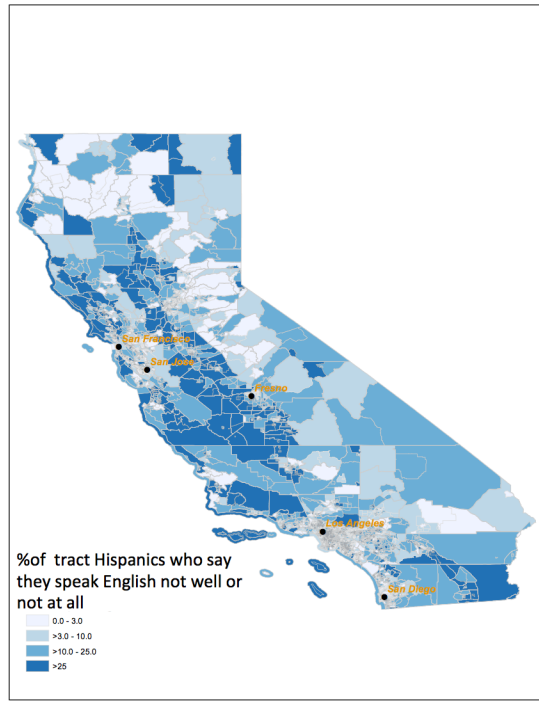 San Francisco
San Jose
Fresno
Los Angeles
San Diego
%of tract Hispanics who say
they speak English not well or
not at all
0.0 - 3.0
>3.0 - 10.0
>10.0 - 25.0
>25